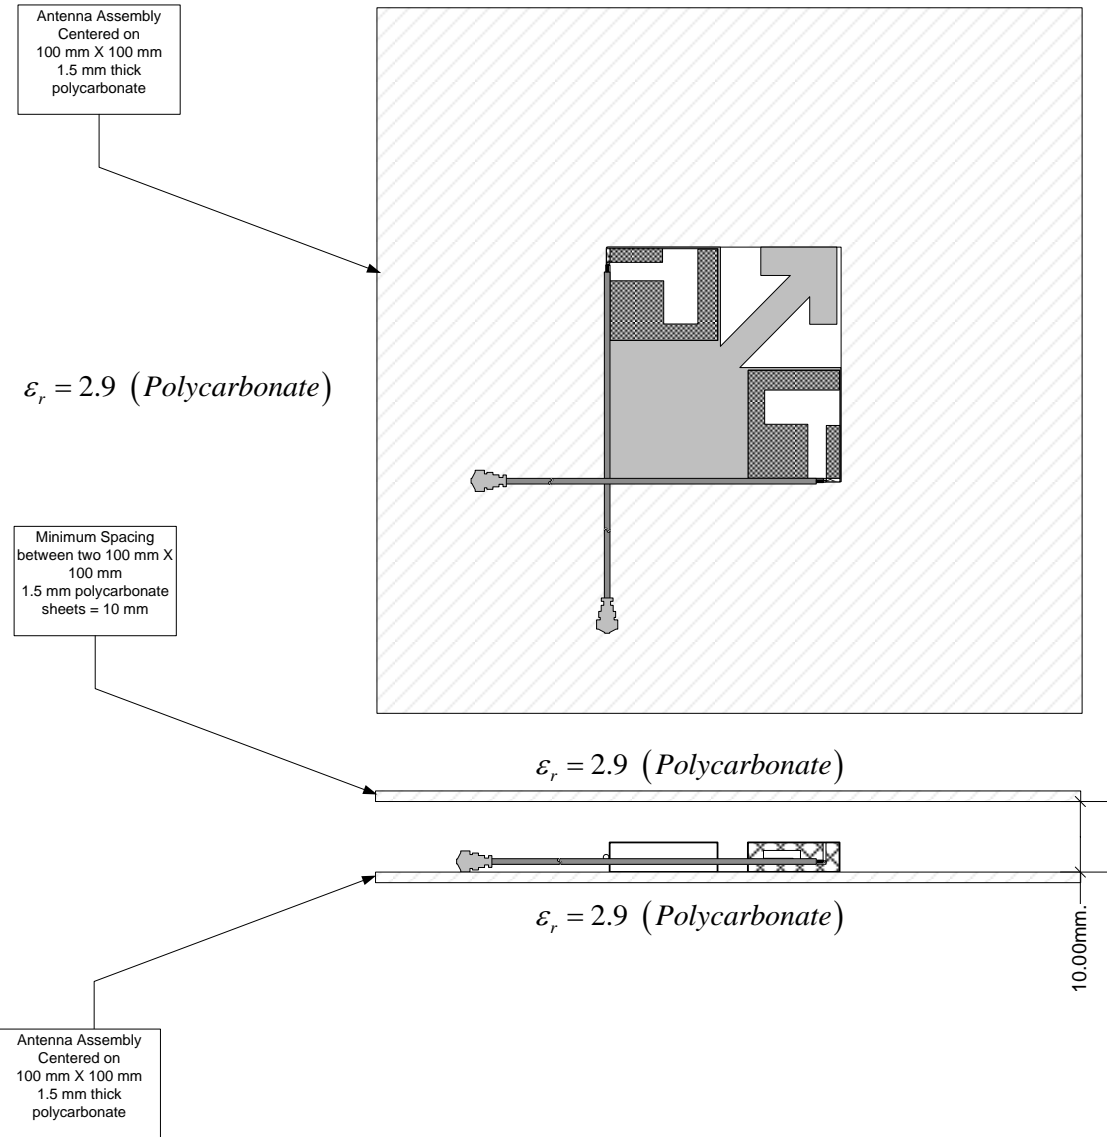 Antenna Assembly
Centered on
100 mm X 100 mm
1.5 mm thick
polycarbonate
εᵣ = 2.9 (Polycarbonate)
Minimum Spacing
between two 100 mm X
100 mm
1.5 mm polycarbonate
sheets = 10 mm
εᵣ = 2.9 (Polycarbonate)
εᵣ = 2.9 (Polycarbonate)
10.00mm.
Antenna Assembly
Centered on
100 mm X 100 mm
1.5 mm thick
polycarbonate